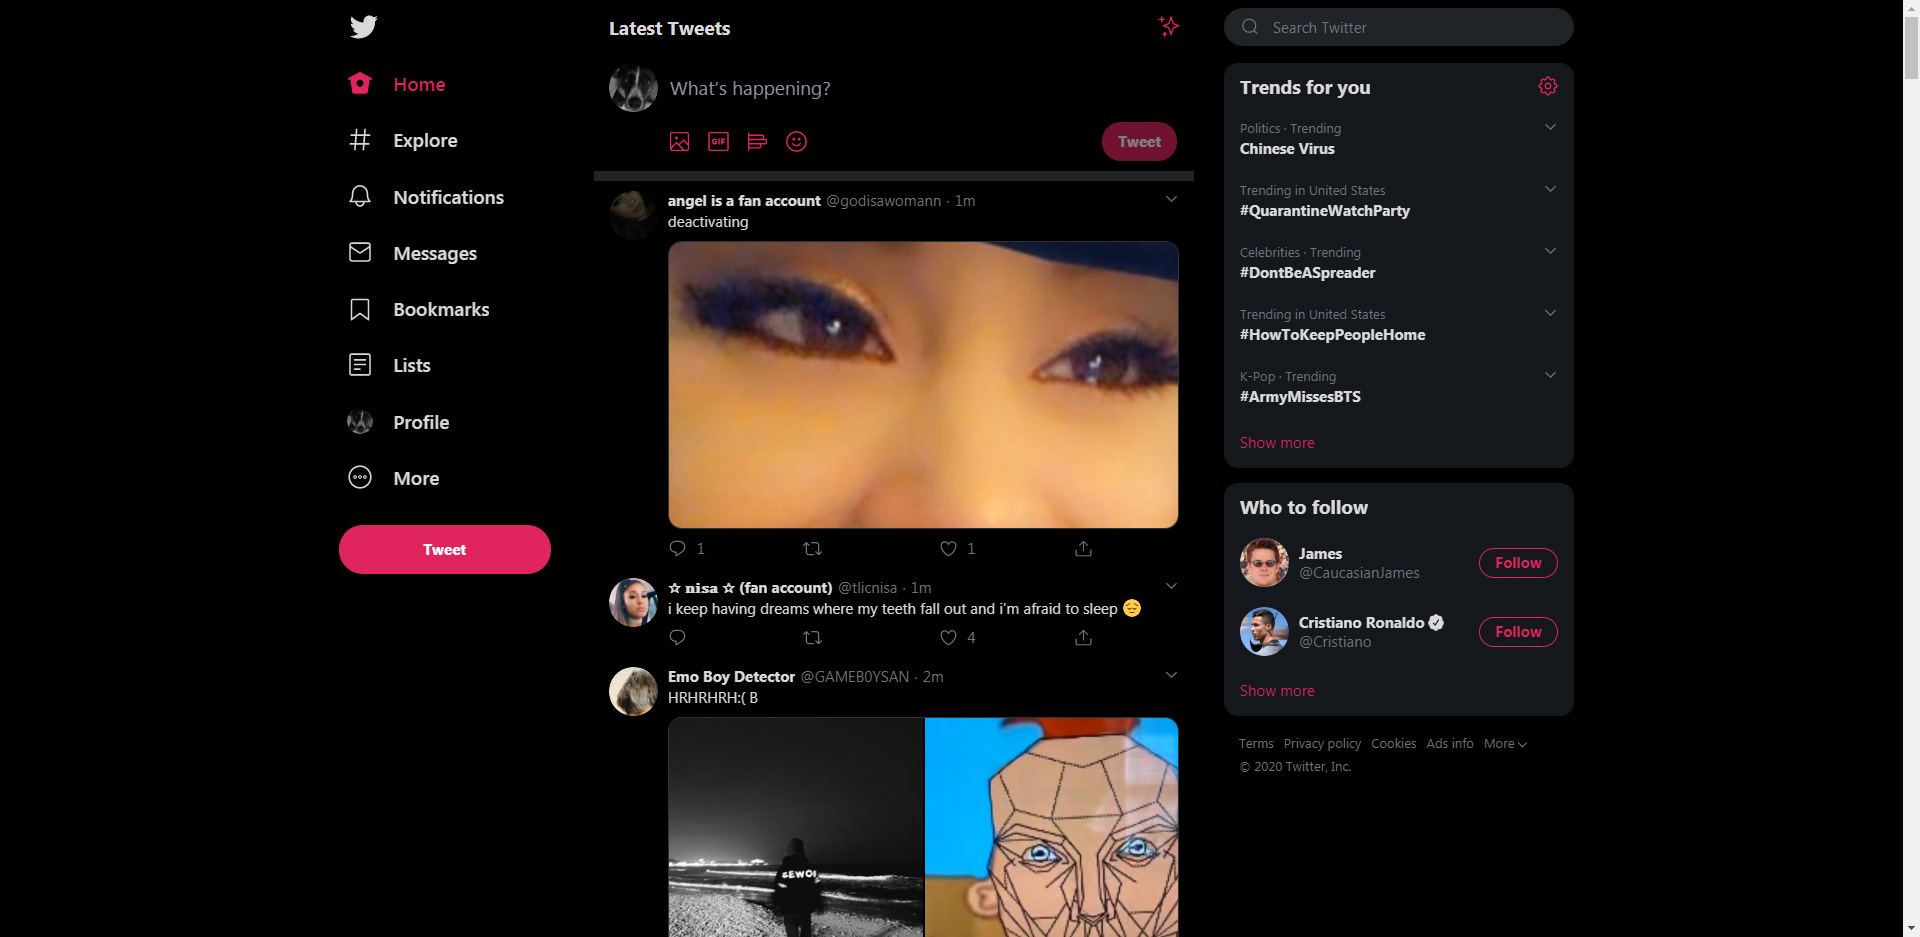 Home
Explore
Notifications
Messages
Bookmarks
Lists
Profile
More
Tweet
Latest Tweets
What's happening?
GIF
Tweet
angel is a fan account @godisawomann · 1m
deactivating
1
1
☆ nisa ☆ (fan account) @tlicnisa · 1m
i keep having dreams where my teeth fall out and i'm afraid to sleep 😔
4
Emo Boy Detector @GAMEB0YSAN · 2m
HRHRHRH:( B
Search Twitter
Trends for you
Politics · Trending
Chinese Virus
Trending in United States
#QuarantineWatchParty
Celebrities · Trending
#DontBeASpreader
Trending in United States
#HowToKeepPeopleHome
K-Pop · Trending
#ArmyMissesBTS
Show more
Who to follow
James
@CaucasianJames
Follow
Cristiano Ronaldo
@Cristiano
Follow
Show more
Terms Privacy policy Cookies Ads info More
© 2020 Twitter, Inc.